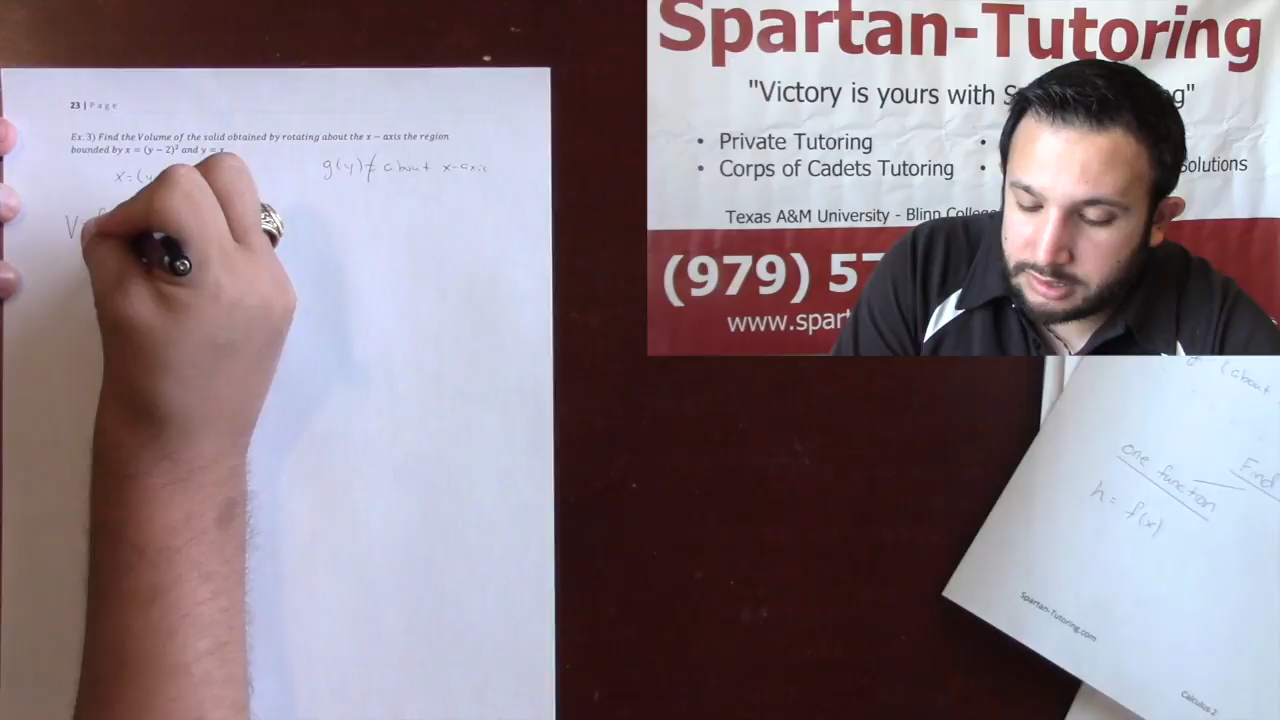 23 | Page
Ex. 3) Find the Volume of the solid obtained by rotating about the x − axis the region
bounded by x = (y − 2)² and y = x
x = (y
g(y) ≠ about x-axis
V =
Spartan-Tutoring
"Victory is yours with S g"
• Private Tutoring
• Corps of Cadets Tutoring
•
• Solutions
Texas A&M University - Blinn College
(979) 57
www.spart
(about
one function
Find
h = f(x)
Spartan-Tutoring.com
Calculus 2